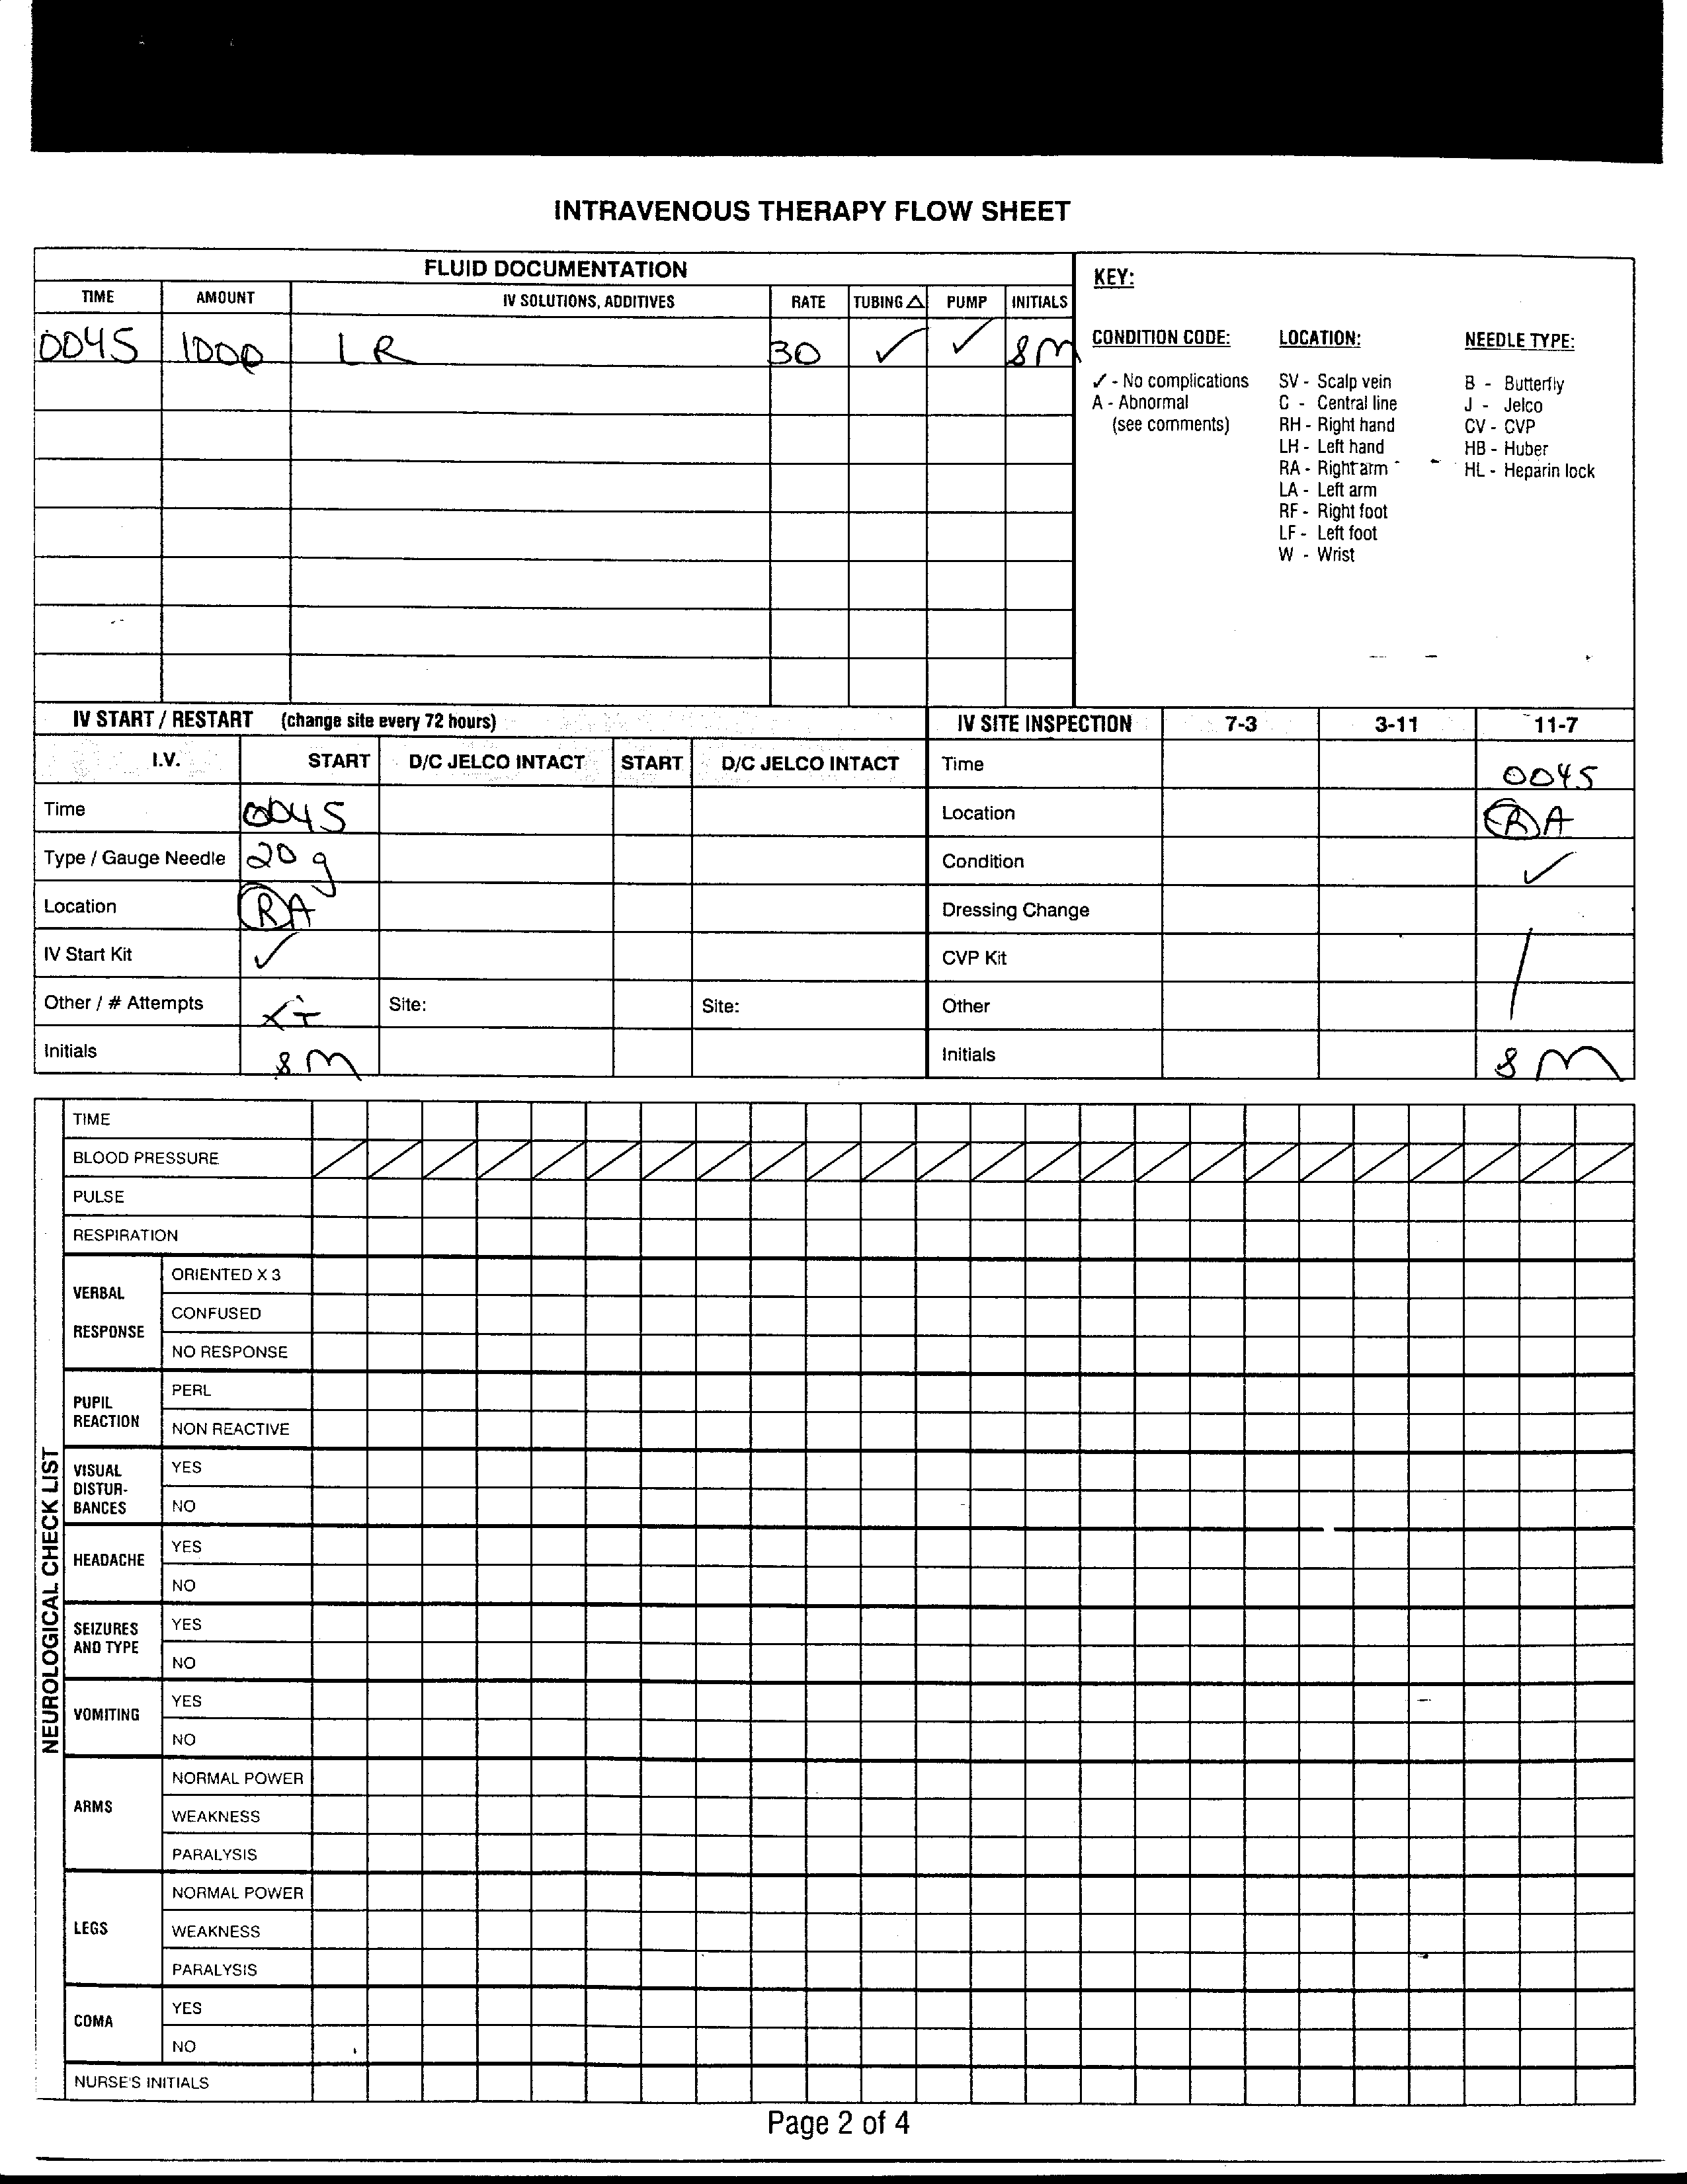 INTRAVENOUS THERAPY FLOW SHEET
FLUID DOCUMENTATION
TIME AMOUNT IV SOLUTIONS, ADDITIVES RATE TUBING △ PUMP INITIALS
0045 1000 LR 30 ✓ ✓ SM
KEY:
CONDITION CODE: LOCATION: NEEDLE TYPE:
✓ - No complications SV - Scalp vein B - Butterfly
A - Abnormal C - Central line J - Jelco
(see comments) RH - Right hand CV - CVP
LH - Left hand HB - Huber
RA - Right arm HL - Heparin lock
LA - Left arm
RF - Right foot
LF - Left foot
W - Wrist
IV START / RESTART (change site every 72 hours) IV SITE INSPECTION 7-3 3-11 11-7
I.V. START D/C JELCO INTACT START D/C JELCO INTACT Time 0045
Time 0045 Location RA
Type / Gauge Needle 20 g Condition ✓
Location RA Dressing Change
IV Start Kit ✓ CVP Kit
Other / # Attempts Site: Site: Other
Initials SM Initials SM
NEUROLOGICAL CHECK LIST
TIME
BLOOD PRESSURE
PULSE
RESPIRATION
VERBAL RESPONSE
ORIENTED X 3
CONFUSED
NO RESPONSE
PUPIL REACTION
PERL
NON REACTIVE
VISUAL DISTUR-
BANCES
YES
NO
HEADACHE
YES
NO
SEIZURES
AND TYPE
YES
NO
VOMITING
YES
NO
ARMS
NORMAL POWER
WEAKNESS
PARALYSIS
LEGS
NORMAL POWER
WEAKNESS
PARALYSIS
COMA
YES
NO
NURSE'S INITIALS
Page 2 of 4